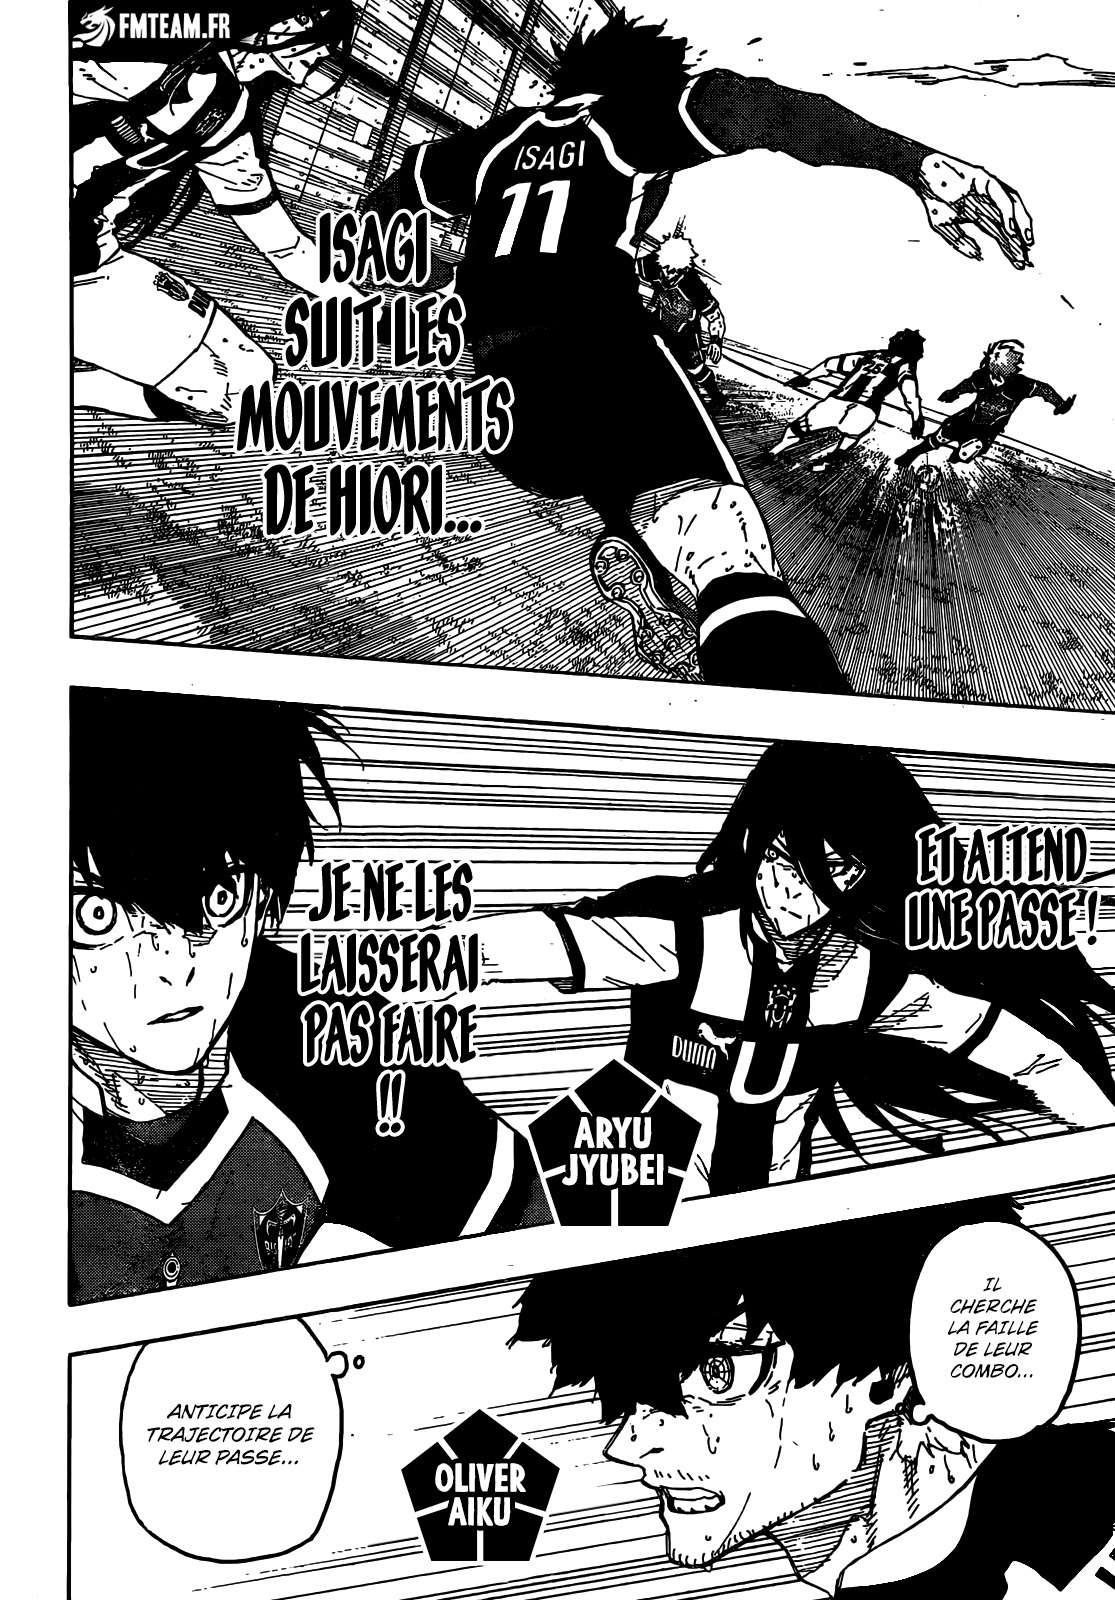 FMTEAM.FR
ISAGI
11
ISAGI
SUIT LES
MOUVEMENTS
DE HIORI...
ET ATTEND
UNE PASSE !
JE NE LES
LAISSERAI
PAS FAIRE
!!
DUMA
U
ARYU
JYUBEI
IL
CHERCHE
LA FAILLE
DE LEUR
COMBO...
ANTICIPE LA
TRAJECTOIRE DE
LEUR PASSE...
OLIVER
AIKU